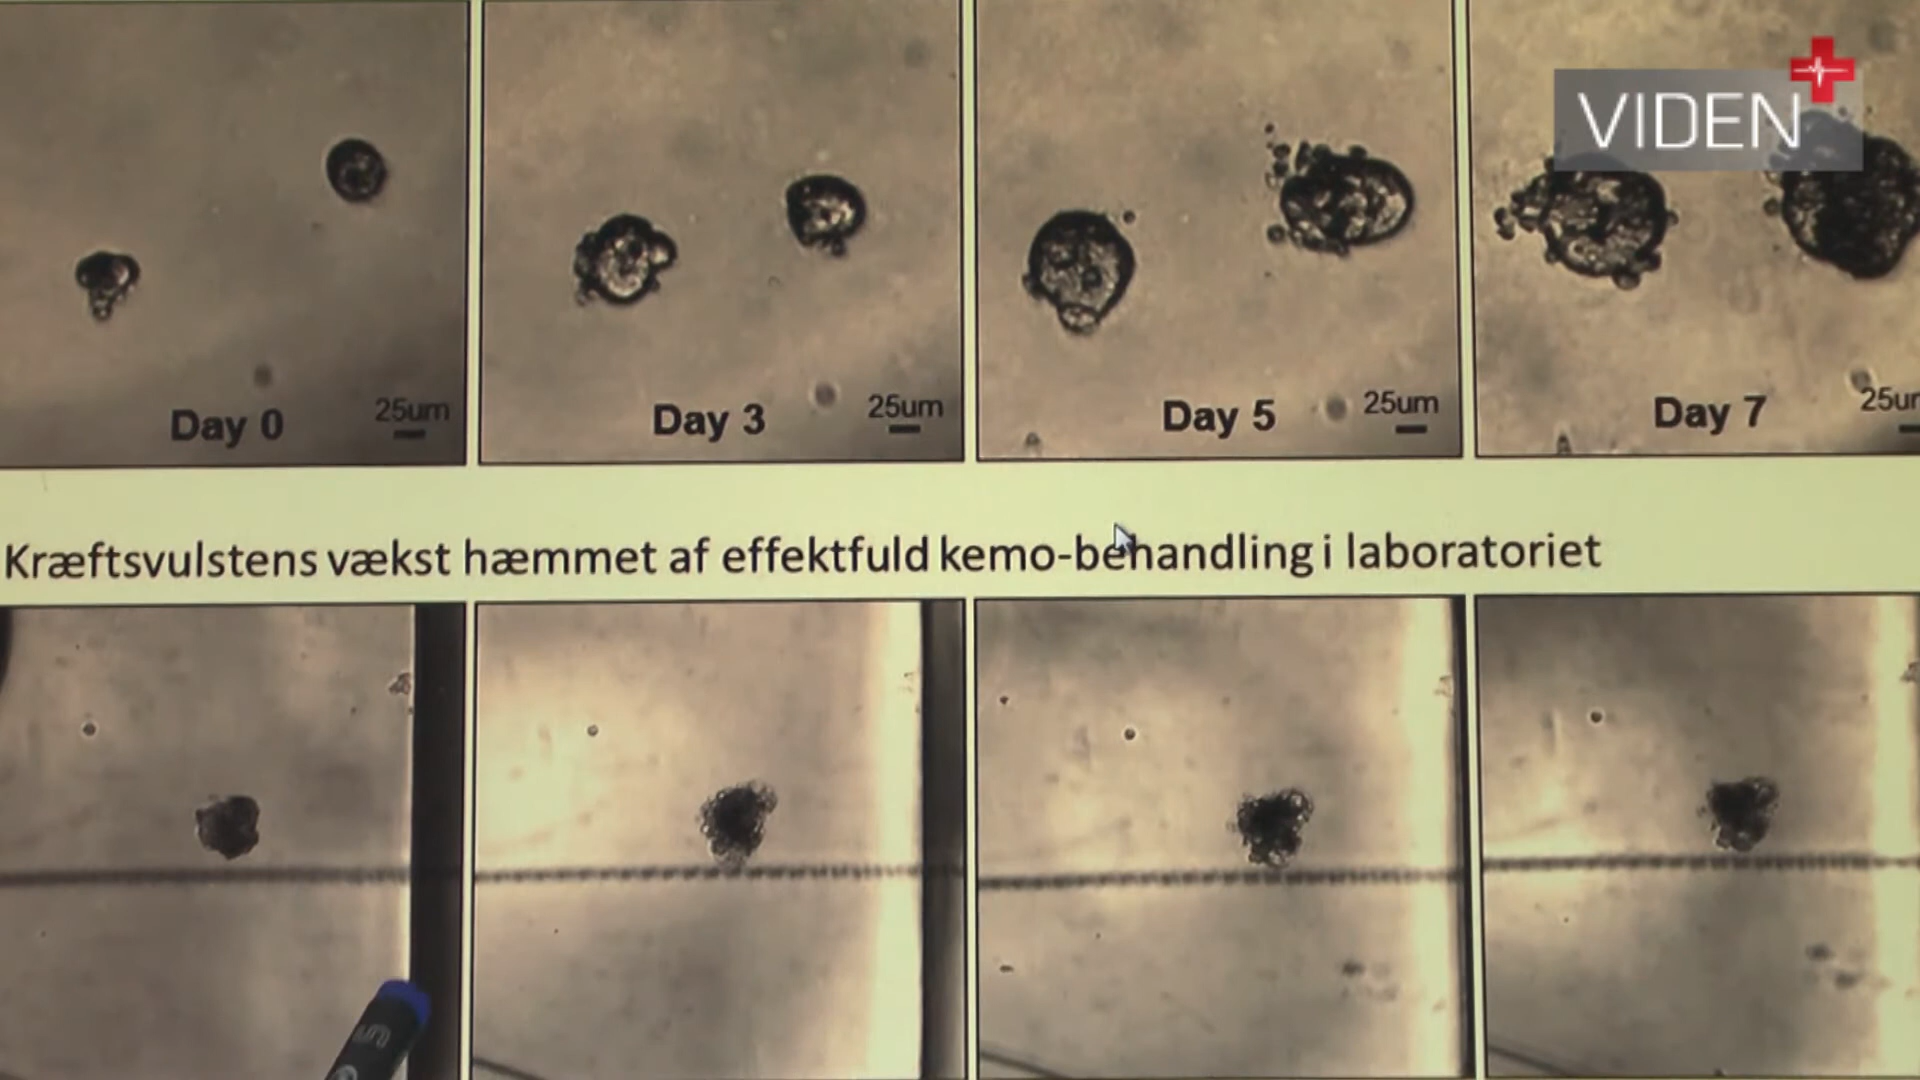 VIDEN
Day 0
25um
Day 3
25um
Day 5
25um
Day 7
25um
Kræftsvulstens vækst hæmmet af effektfuld kemo-behandling i laboratoriet